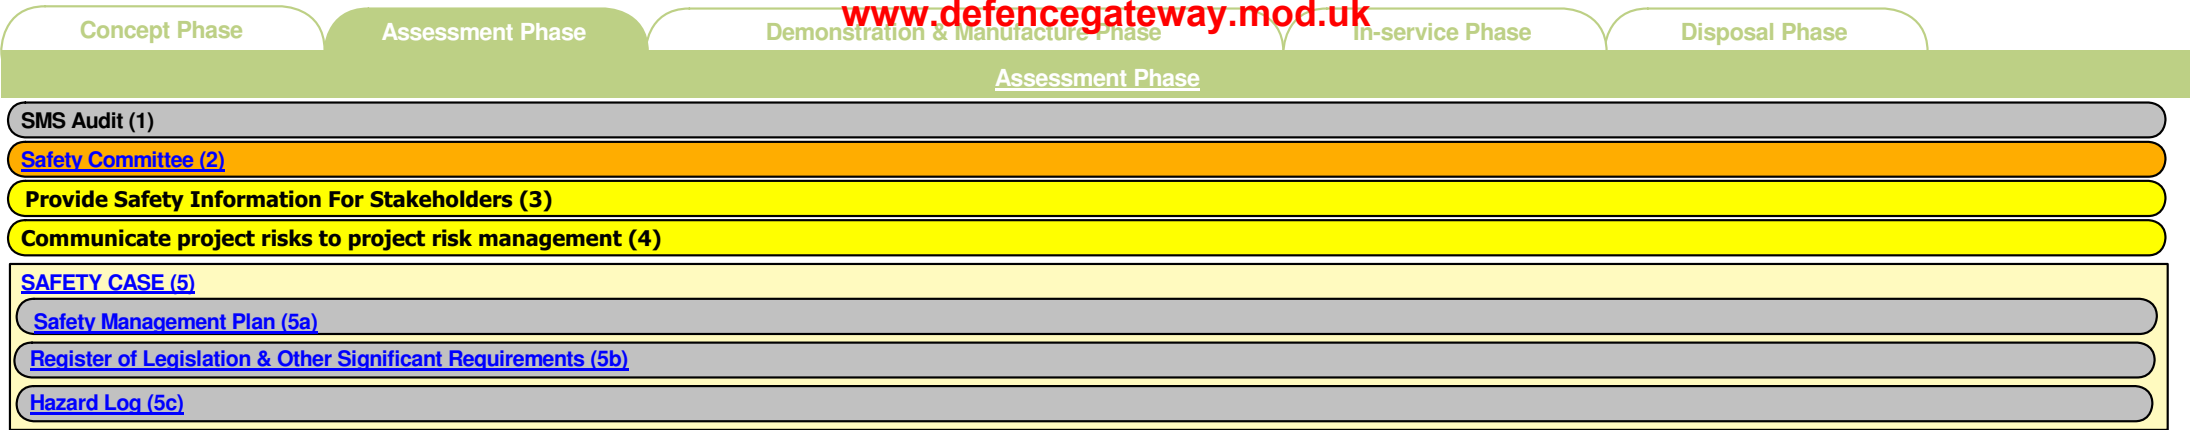 www.defencegateway.mod.uk
Concept Phase
Assessment Phase
Demonstration & Manufacture Phase
In-service Phase
Disposal Phase
Assessment Phase
SMS Audit (1)
Safety Committee (2)
Provide Safety Information For Stakeholders (3)
Communicate project risks to project risk management (4)
SAFETY CASE (5)
Safety Management Plan (5a)
Register of Legislation & Other Significant Requirements (5b)
Hazard Log (5c)